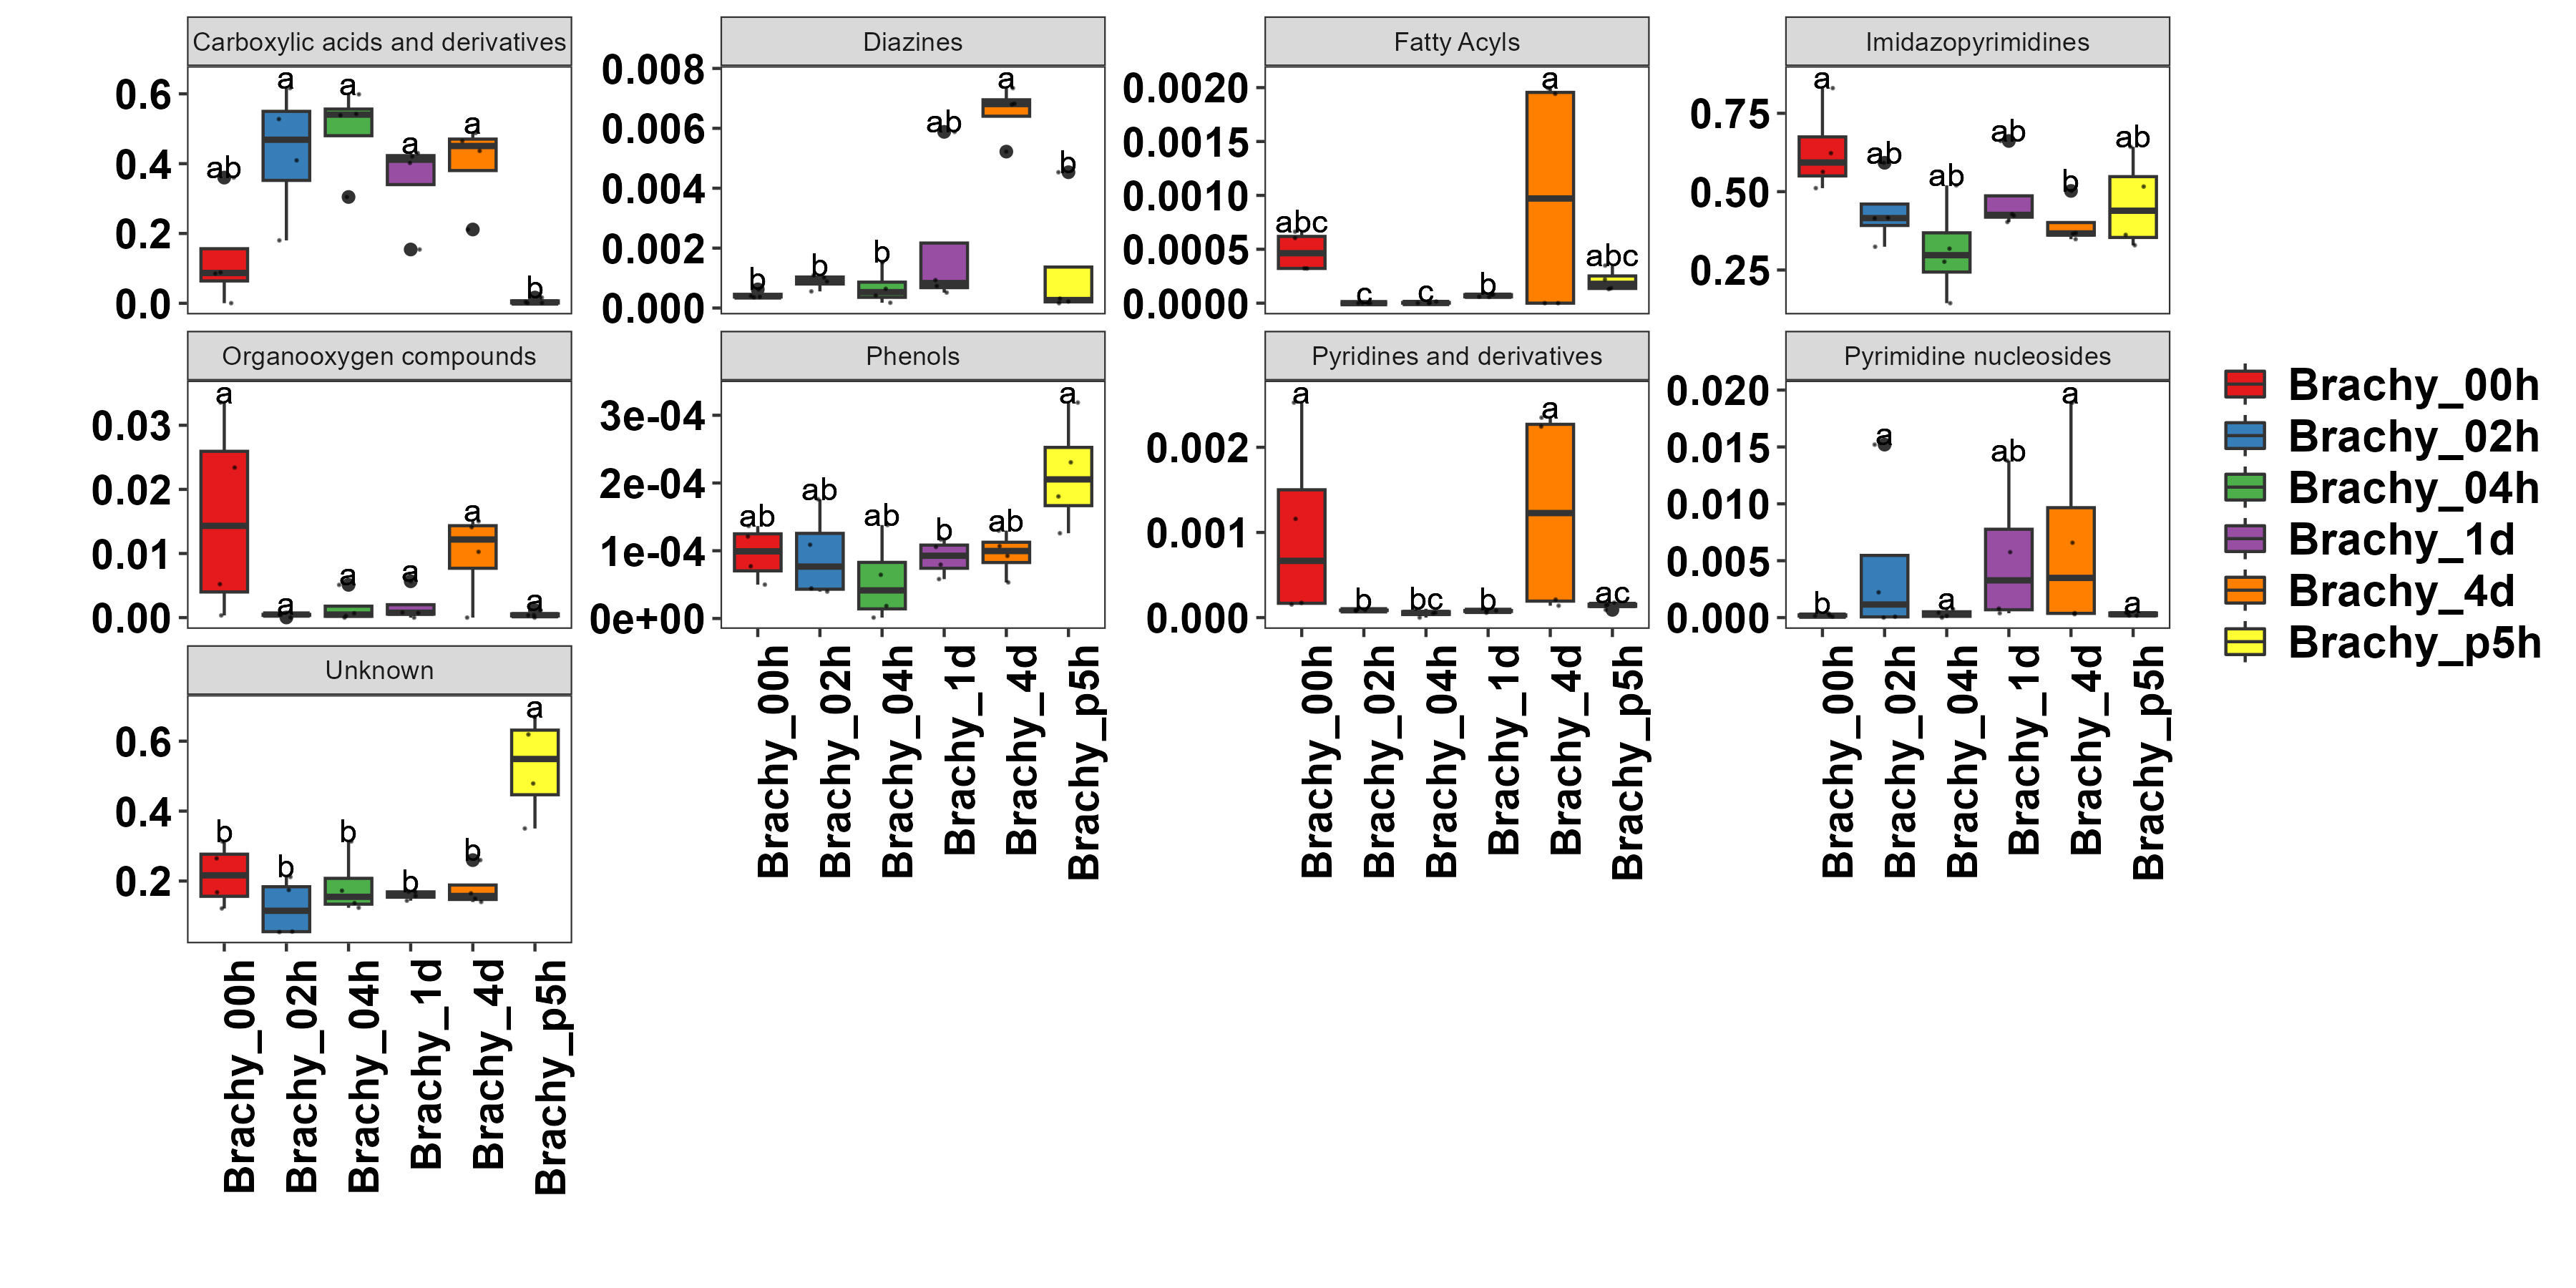 Carboxylic acids and derivatives
0.6
0.4
0.2
0.0
ab
a
a
a
a
b
Diazines
0.008
0.006
0.004
0.002
0.000
b
b
b
ab
a
b
Fatty Acyls
0.0020
0.0015
0.0010
0.0005
0.0000
abc
c
c
b
a
abc
Imidazopyrimidines
0.75
0.50
0.25
a
ab
ab
ab
b
ab
Organooxygen compounds
0.03
0.02
0.01
0.00
a
a
a
a
a
a
Phenols
3e-04
2e-04
1e-04
0e+00
ab
ab
ab
b
ab
a
Brachy_00h
Brachy_02h
Brachy_04h
Brachy_1d
Brachy_4d
Brachy_p5h
Pyridines and derivatives
0.002
0.001
0.000
a
b
bc
b
a
ac
Brachy_00h
Brachy_02h
Brachy_04h
Brachy_1d
Brachy_4d
Brachy_p5h
Pyrimidine nucleosides
0.020
0.015
0.010
0.005
0.000
b
a
a
ab
a
a
Brachy_00h
Brachy_02h
Brachy_04h
Brachy_1d
Brachy_4d
Brachy_p5h
Unknown
0.6
0.4
0.2
b
b
b
b
b
a
Brachy_00h
Brachy_02h
Brachy_04h
Brachy_1d
Brachy_4d
Brachy_p5h
Brachy_00h
Brachy_02h
Brachy_04h
Brachy_1d
Brachy_4d
Brachy_p5h